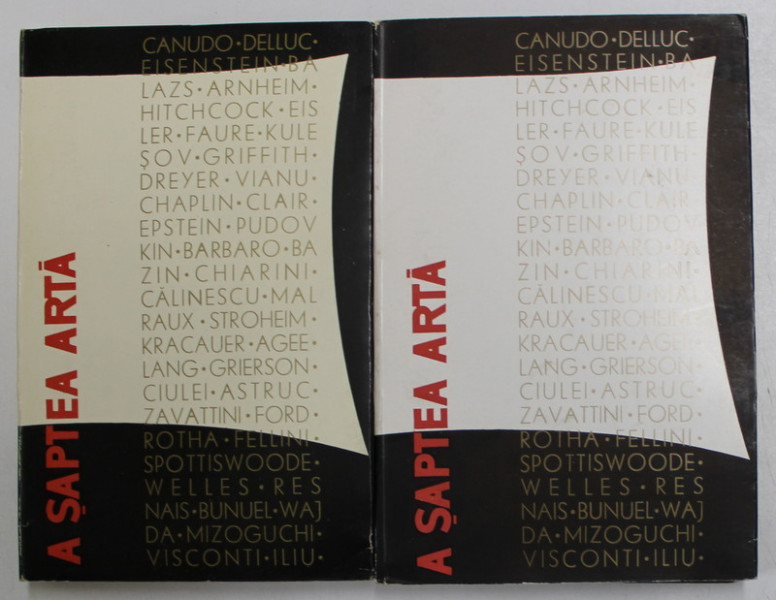 CANUDO·DELLUC·
EISENSTEIN·BA
LAZS·ARNHEIM·
HITCHCOCK·EIS
LER·FAURE·KULE
ȘOV·GRIFFITH·
DREYER·VIANU·
CHAPLIN·CLAIR·
EPSTEIN·PUDOV
KIN·BARBARO·BA
ZIN·CHIARINI·
CĂLINESCU·MAL
RAUX·STROHEIM·
KRACAUER·AGEE·
LANG·GRIERSON·
CIULEI·ASTRUC·
ZAVATTINI·FORD·
ROTHA·FELLINI·
SPOTTISWOODE·
WELLES·RES
NAIS·BUNUEL·WAJ
DA·MIZOGUCHI·
VISCONTI·ILIU·
A ȘAPTEA ARTĂ
CANUDO·DELLUC·
EISENSTEIN·BA
LAZS·ARNHEIM·
HITCHCOCK·EIS
LER·FAURE·KULE
ȘOV·GRIFFITH·
DREYER·VIANU·
CHAPLIN·CLAIR·
EPSTEIN·PUDOV
KIN·BARBARO·BA
ZIN·CHIARINI·
CĂLINESCU·MAL
RAUX·STROHEIM·
KRACAUER·AGEE·
LANG·GRIERSON·
CIULEI·ASTRUC·
ZAVATTINI·FORD·
ROTHA·FELLINI·
SPOTTISWOODE·
WELLES·RES
NAIS·BUNUEL·WAJ
DA·MIZOGUCHI·
VISCONTI·ILIU·
A ȘAPTEA ARTĂ